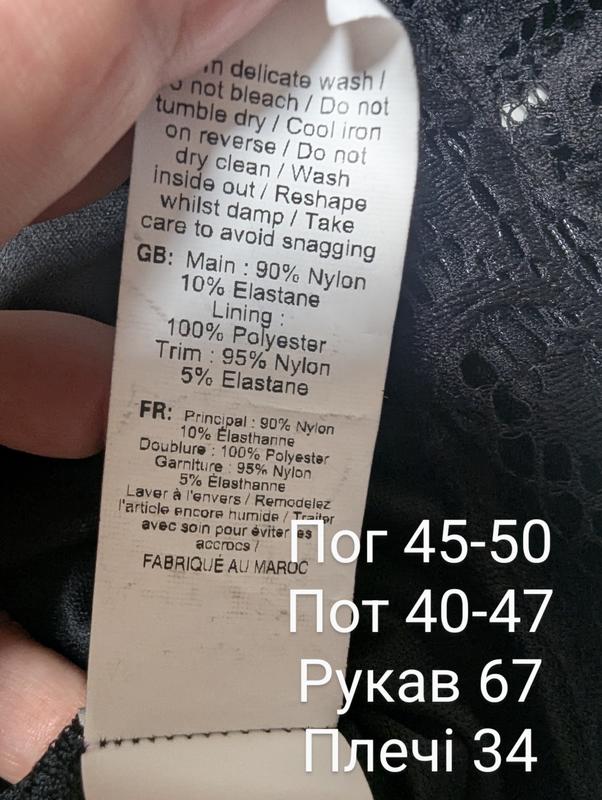 in delicate wash /
not bleach / Do not
tumble dry / Cool iron
on reverse / Do not
dry clean / Wash
inside out / Reshape
whilst damp / Take
care to avoid snagging
GB: Main : 90% Nylon
10% Elastane
Lining :
100% Polyester
Trim : 95% Nylon
5% Elastane
FR: Principal : 90% Nylon
10% Élasthanne
Doublure : 100% Polyester
Garniture : 95% Nylon
5% Élasthanne
Laver à l'envers / Remodelez
l'article encore humide / Traiter
avec soin pour éviter les
accrocs /
FABRIQUÉ AU MAROC
Пог 45-50
Пот 40-47
Рукав 67
Плечі 34